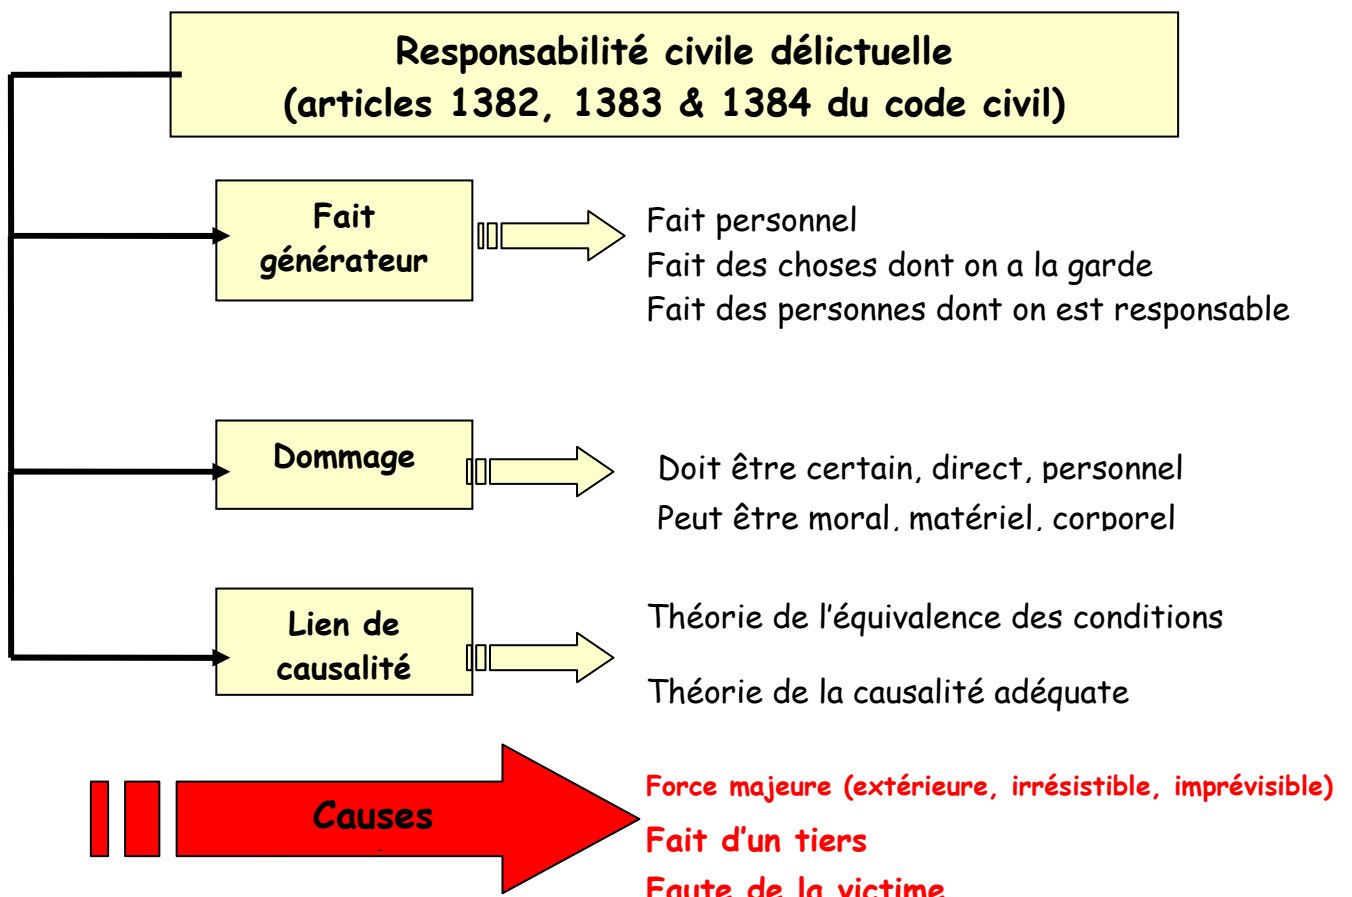 Responsabilité civile délictuelle
(articles 1382, 1383 & 1384 du code civil)
Fait
générateur
Fait personnel
Fait des choses dont on a la garde
Fait des personnes dont on est responsable
Dommage
Doit être certain, direct, personnel
Peut être moral, matériel, corporel
Lien de
causalité
Théorie de l'équivalence des conditions
Théorie de la causalité adéquate
Causes
Force majeure (extérieure, irrésistible, imprévisible)
Fait d'un tiers
Faute de la victime